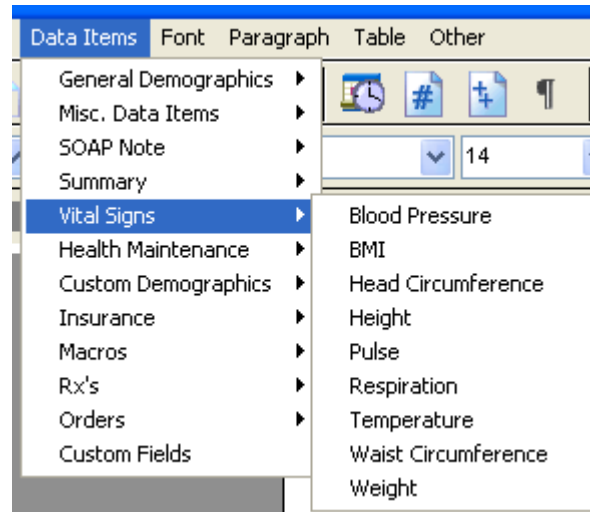 Data Items Font Paragraph Table Other
General Demographics
Misc. Data Items
SOAP Note
Summary
Vital Signs
Health Maintenance
Custom Demographics
Insurance
Macros
Rx's
Orders
Custom Fields
# ¶
14
Blood Pressure
BMI
Head Circumference
Height
Pulse
Respiration
Temperature
Waist Circumference
Weight